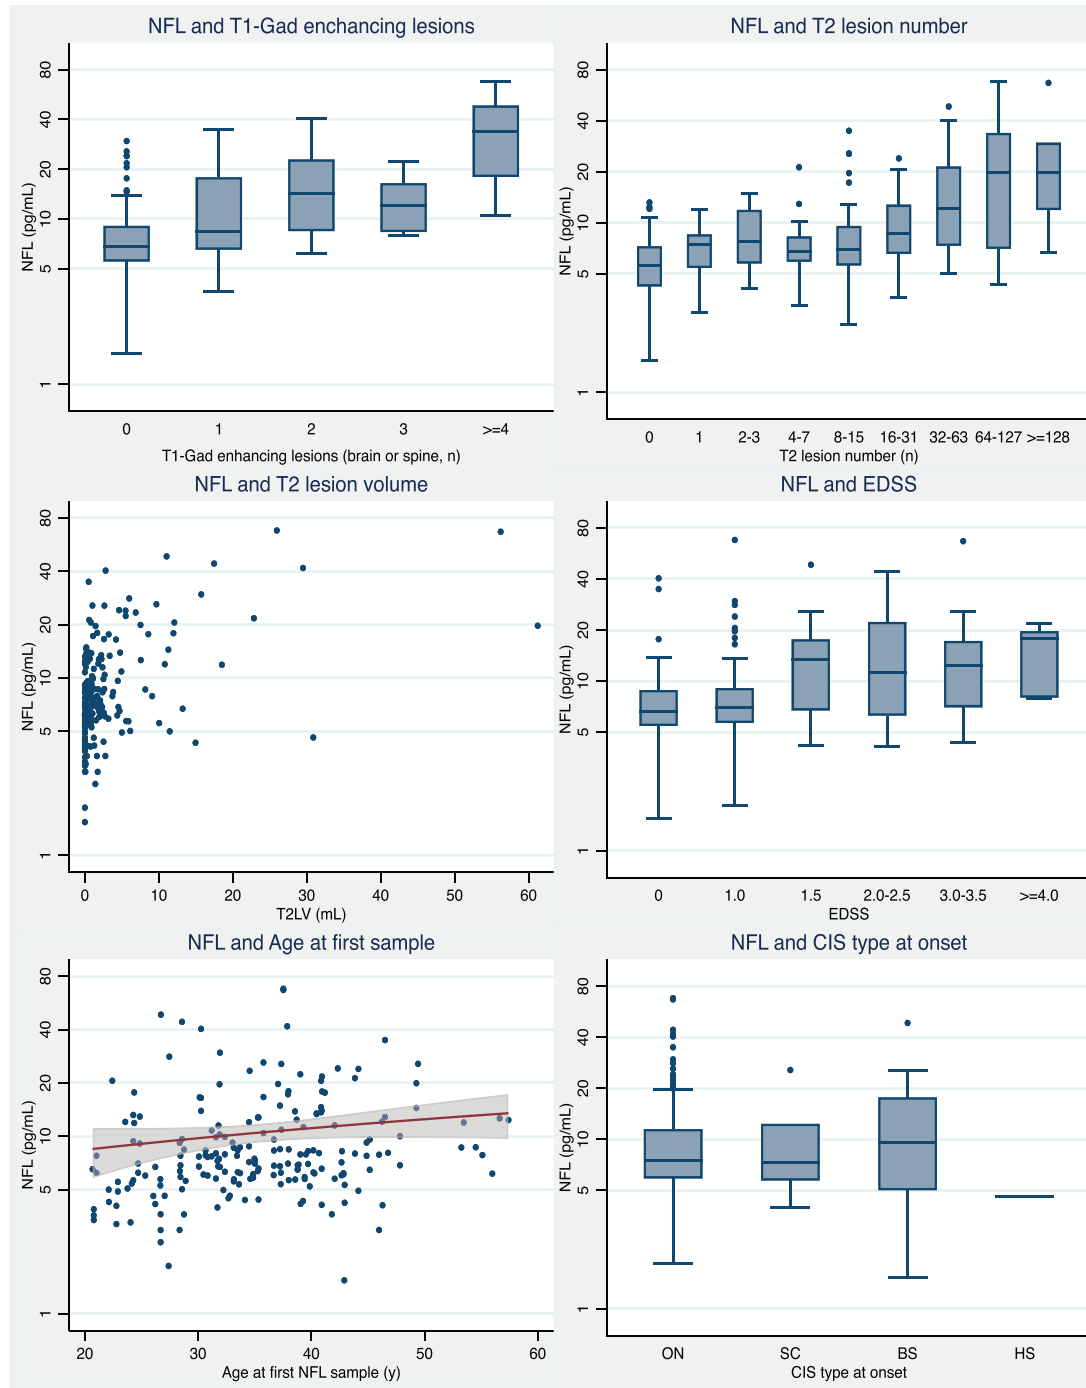 NFL and T1-Gad enchancing lesions
NFL (pg/mL)
80
40
20
10
5
1
0 1 2 3 >=4
T1-Gad enhancing lesions (brain or spine, n)
NFL and T2 lesion number
NFL (pg/mL)
80
40
20
10
5
1
0 1 2-3 4-7 8-15 16-31 32-63 64-127 >=128
T2 lesion number (n)
NFL and T2 lesion volume
NFL (pg/mL)
80
40
20
10
5
1
0 10 20 30 40 50 60
T2LV (mL)
NFL and EDSS
NFL (pg/mL)
80
40
20
10
5
1
0 1.0 1.5 2.0-2.5 3.0-3.5 >=4.0
EDSS
NFL and Age at first sample
NFL (pg/mL)
80
40
20
10
5
1
20 30 40 50 60
Age at first NFL sample (y)
NFL and CIS type at onset
NFL (pg/mL)
80
40
20
10
5
1
ON SC BS HS
CIS type at onset